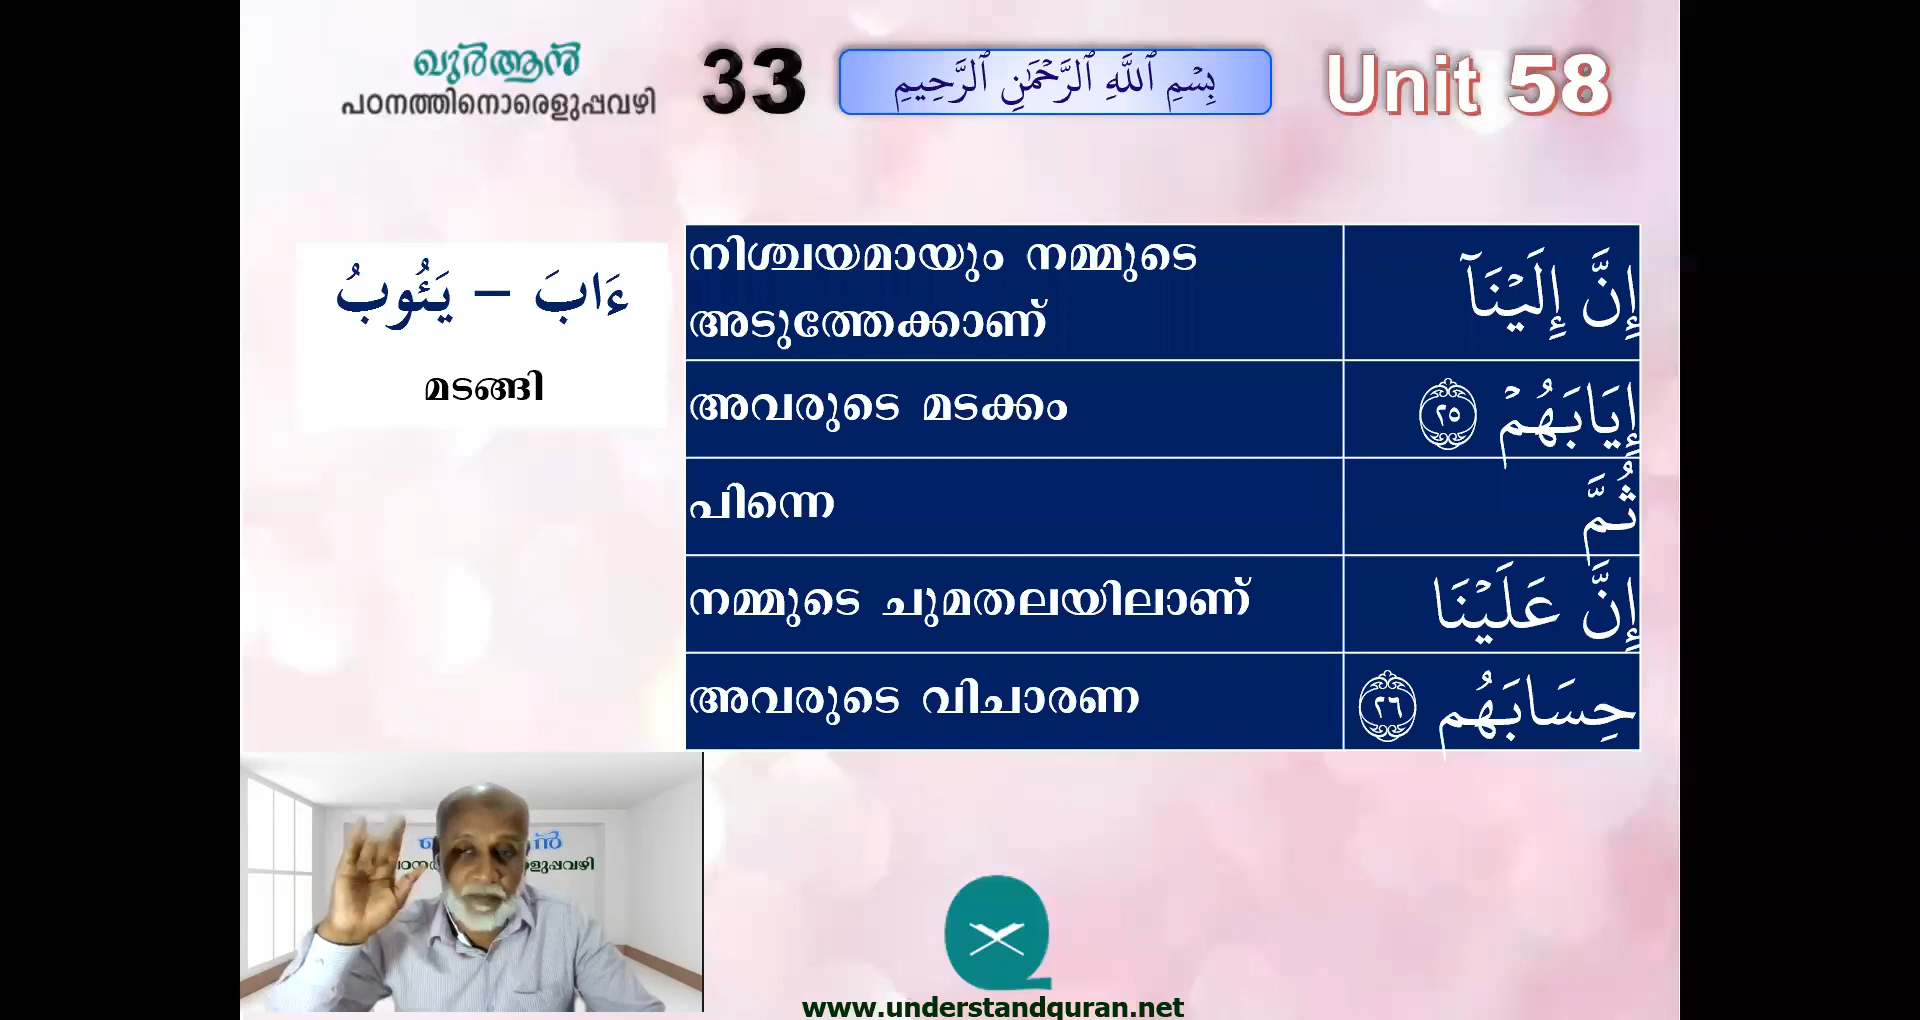 ഖുർആൻ
പഠനത്തിനൊരെളുപ്പവഴി
33
بِسْمِ ٱللَّهِ ٱلرَّحْمَٰنِ ٱلرَّحِيمِ
Unit 58
ءَابَ – يَـُٔوبُ
മടങ്ങി
നിശ്ചയമായും നമ്മുടെ
അടുത്തേക്കാണ്
إِنَّ إِلَيْنَآ
അവരുടെ മടക്കം
إِيَابَهُمْ ٢٥
പിന്നെ
ثُمَّ
നമ്മുടെ ചുമതലയിലാണ്
إِنَّ عَلَيْنَا
അവരുടെ വിചാരണ
حِسَابَهُم ٢٦
www.understandquran.net